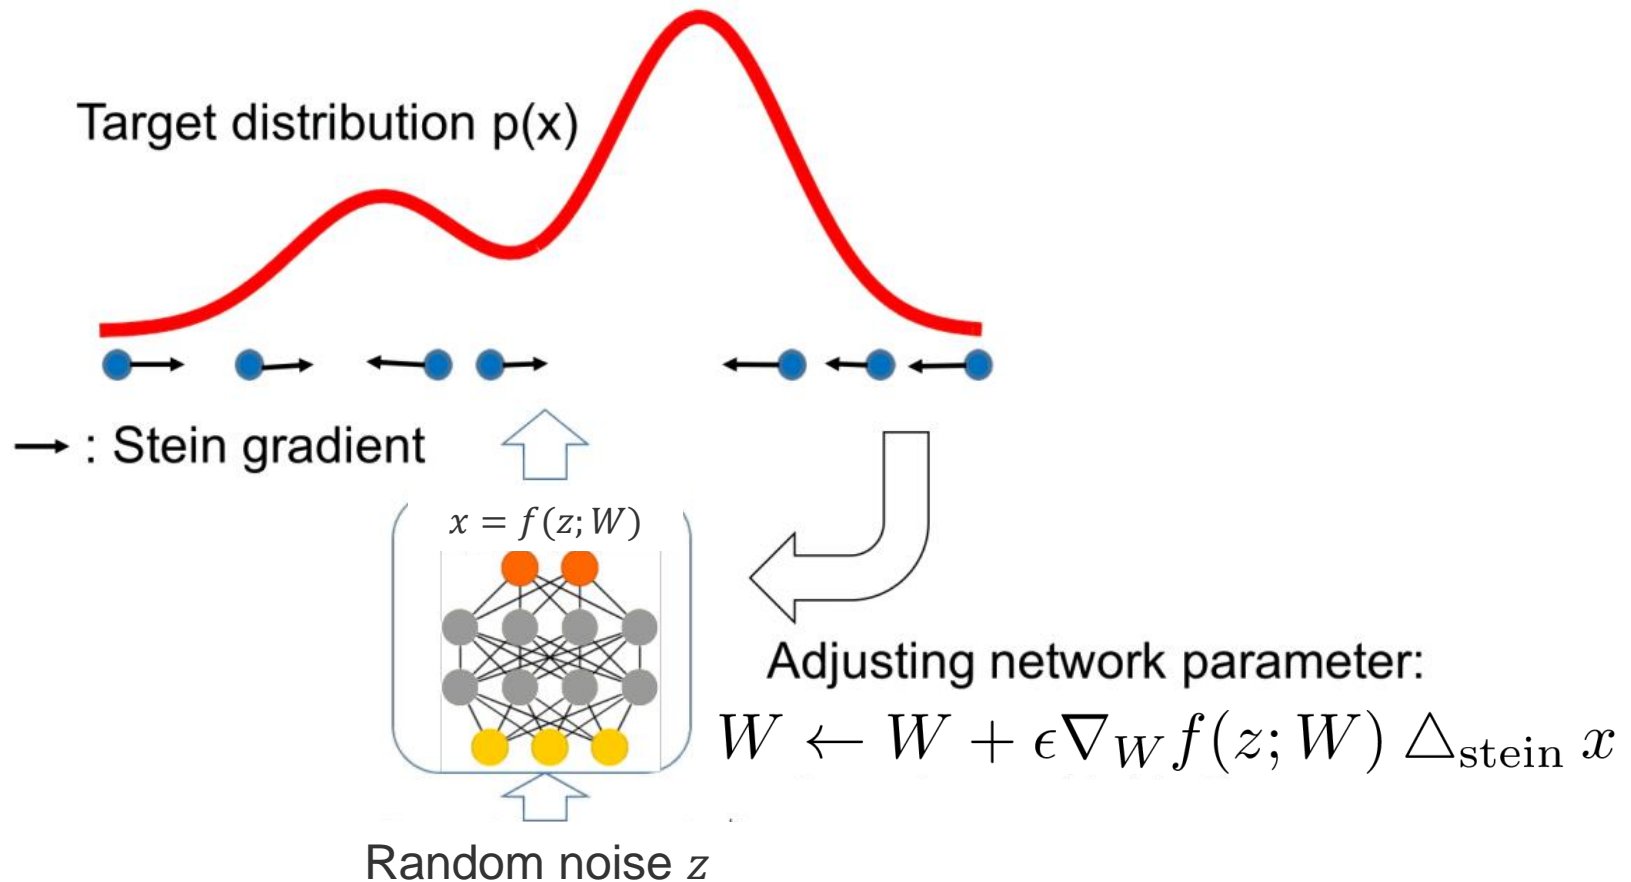 Target distribution p(x)
→ : Stein gradient
x = f(z; W)
Adjusting network parameter:
W ← W + ϵ∇_W f(z; W) △_stein x
Random noise z